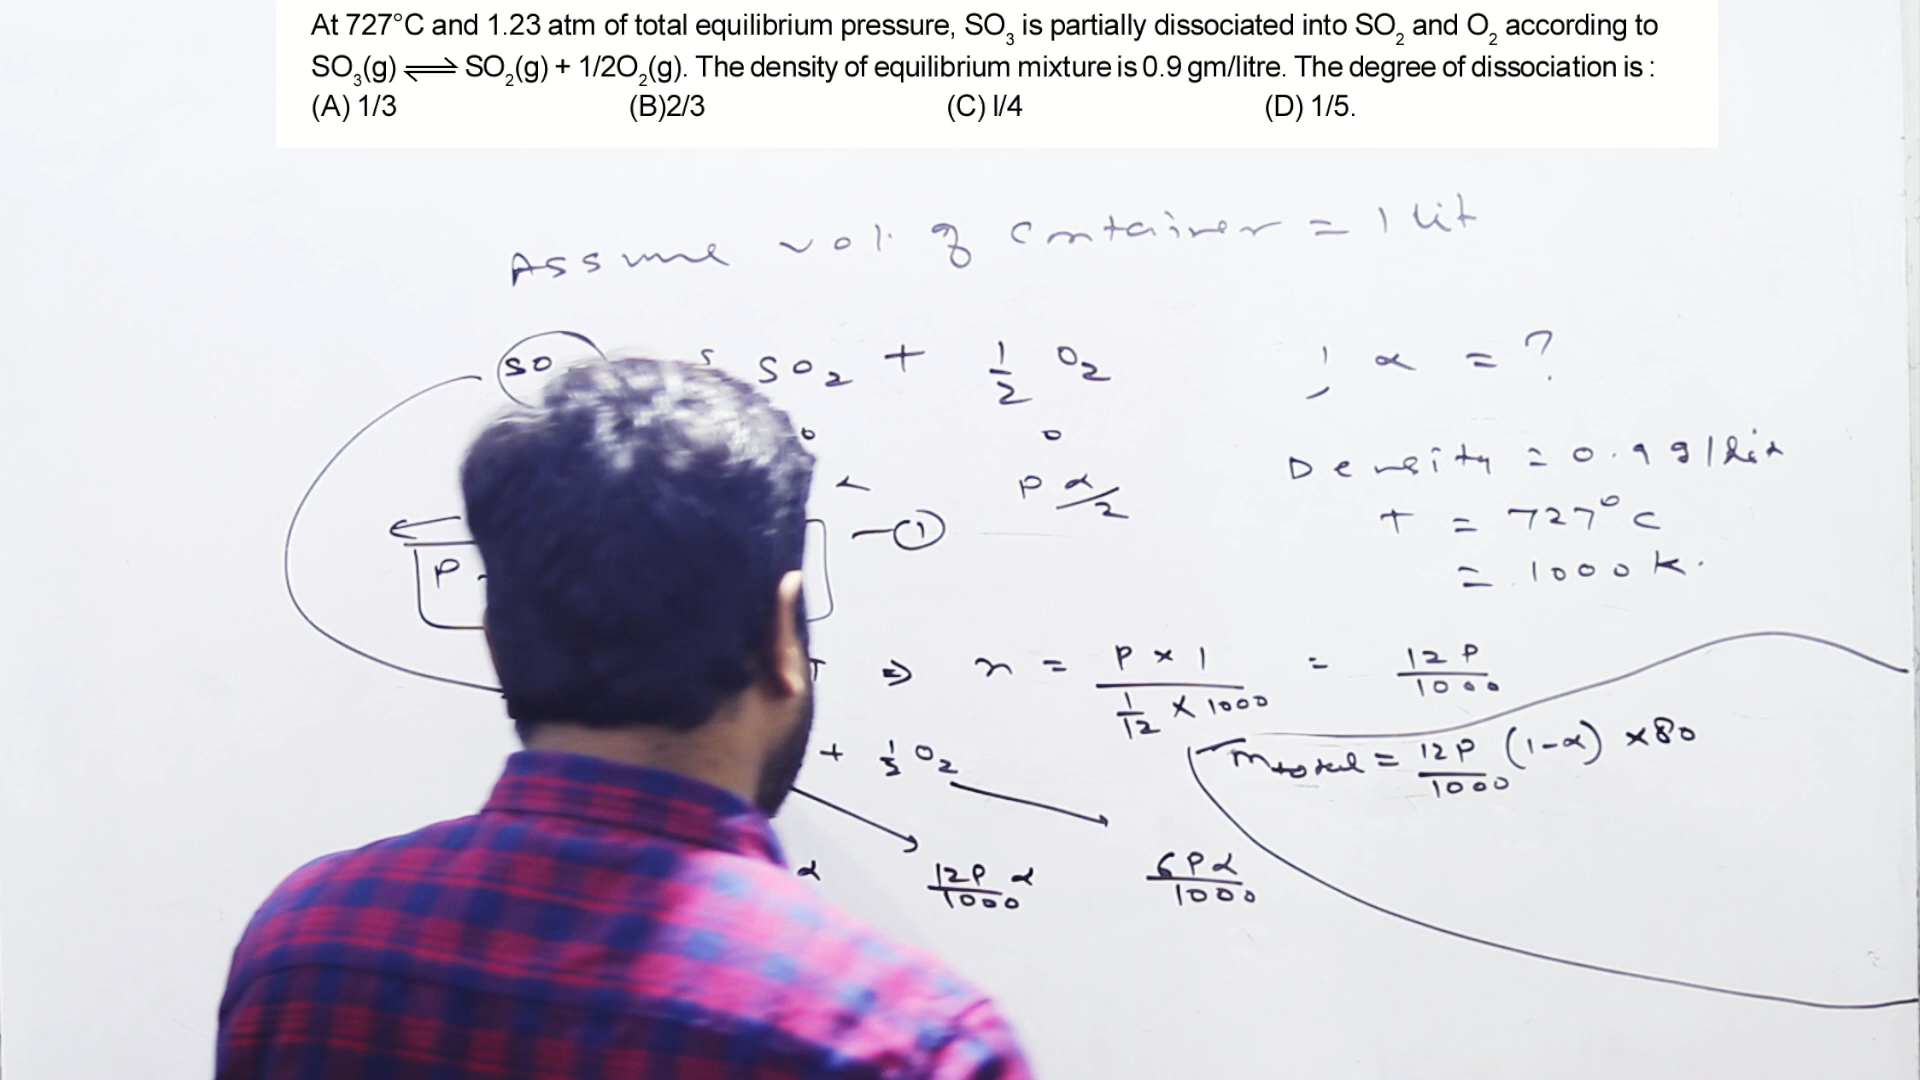 At 727°C and 1.23 atm of total equilibrium pressure, SO₃ is partially dissociated into SO₂ and O₂ according to
SO₃(g) ⇌ SO₂(g) + 1/2O₂(g). The density of equilibrium mixture is 0.9 gm/litre. The degree of dissociation is :
(A) 1/3 (B)2/3 (C) I/4 (D) 1/5.
Assume vol. of container = 1 lit
SO SO₂ + 1/2 O₂ ; α = ?
0 0
Density = 0.9 g/lit
P α/2
T = 727°C
← —①
= 1000 K.
P
⇒ n = P × 1 / (1/12 × 1000) = 12P/1000
+ 1/2 O₂
m total = 12P/1000 (1-α) × 80
α 12P/1000 α 6Pα/1000